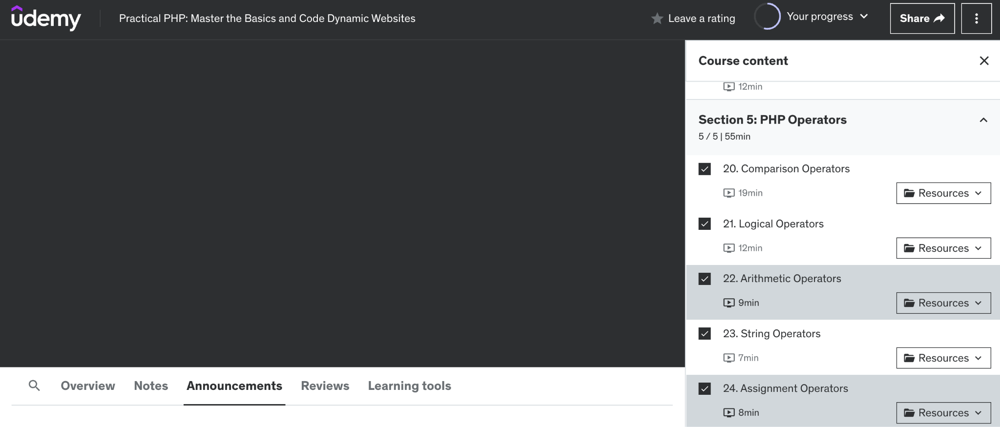 udemy
Practical PHP: Master the Basics and Code Dynamic Websites
Leave a rating
Your progress
Share
Course content
12min
Section 5: PHP Operators
5 / 5 | 55min
20. Comparison Operators
19min
Resources
21. Logical Operators
12min
Resources
22. Arithmetic Operators
9min
Resources
23. String Operators
7min
Resources
24. Assignment Operators
8min
Resources
Overview Notes Announcements Reviews Learning tools